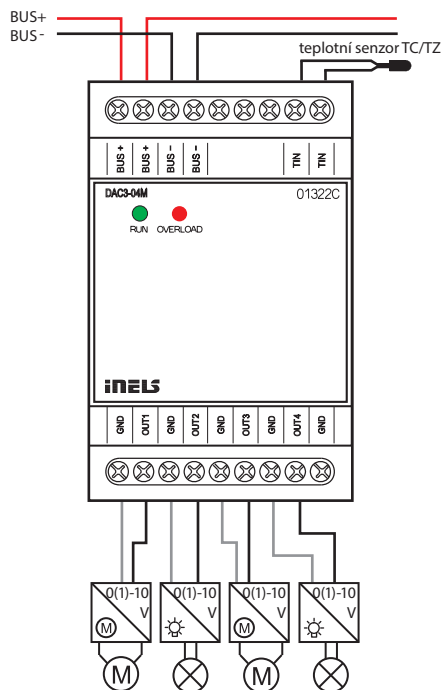 BUS+
BUS-
teplotní senzor TC/TZ
BUS + BUS + BUS - BUS - TIN TIN
DAC3-04M 01322C
RUN OVERLOAD
iNELS
GND OUT1 GND OUT2 GND OUT3 GND OUT4 GND
0(1)-10 V 0(1)-10 V 0(1)-10 V 0(1)-10 V
M M
M M